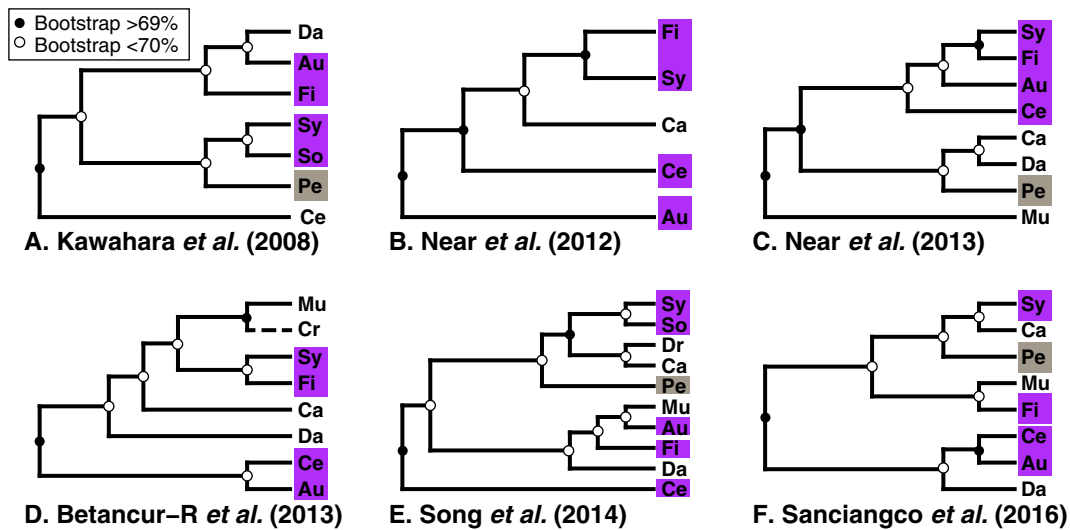 Bootstrap >69%
Bootstrap <70%
Da
Au
Fi
Sy
So
Pe
Ce
A. Kawahara et al. (2008)
Fi
Sy
Ca
Ce
Au
B. Near et al. (2012)
Sy
Fi
Au
Ce
Ca
Da
Pe
Mu
C. Near et al. (2013)
Mu
Cr
Sy
Fi
Ca
Da
Ce
Au
D. Betancur–R et al. (2013)
Sy
So
Dr
Ca
Pe
Mu
Au
Fi
Da
Ce
E. Song et al. (2014)
Sy
Ca
Pe
Mu
Fi
Ce
Au
Da
F. Sanciangco et al. (2016)